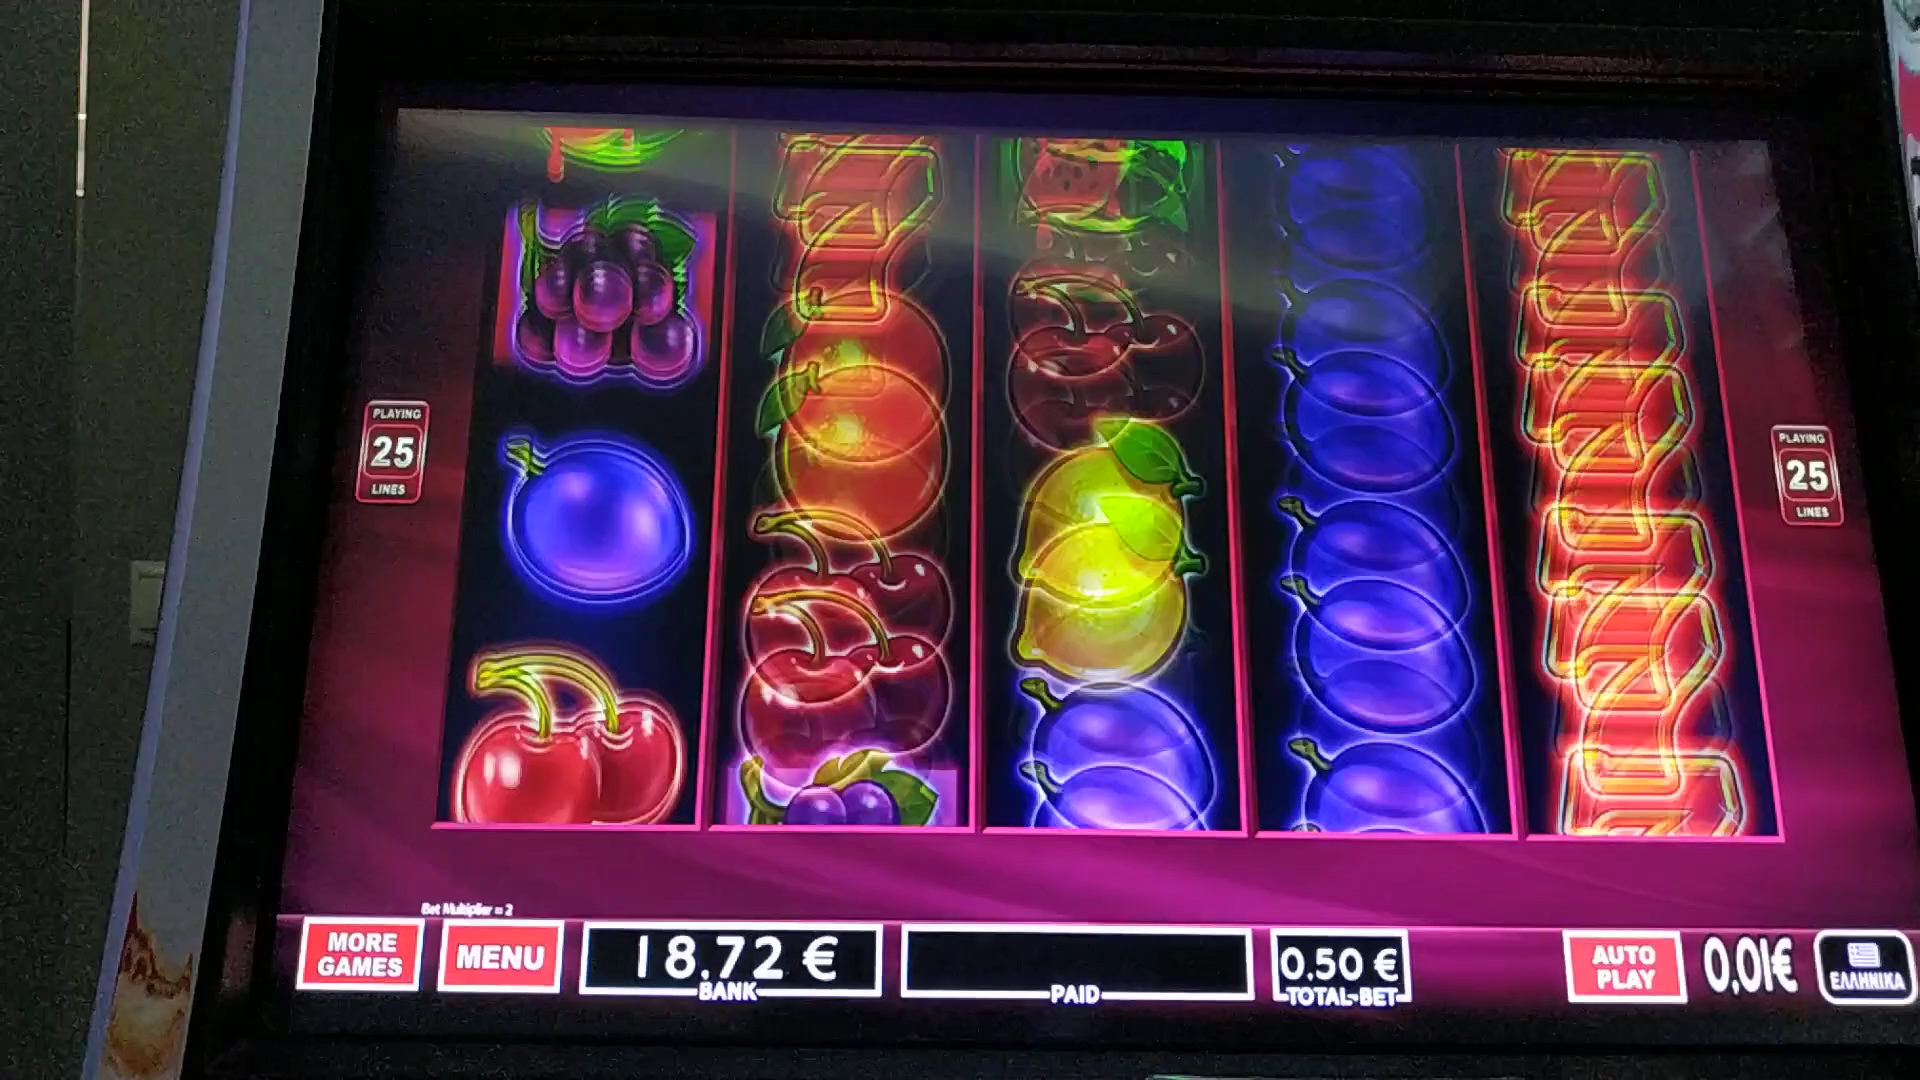 PLAYING
25
LINES
PLAYING
25
LINES
Bet Multiplier = 2
MORE
GAMES
MENU
18.72 €
BANK
PAID
0.50 €
TOTAL-BET
AUTO
PLAY
0,01€
ΕΛΛΗΝΙΚΑ